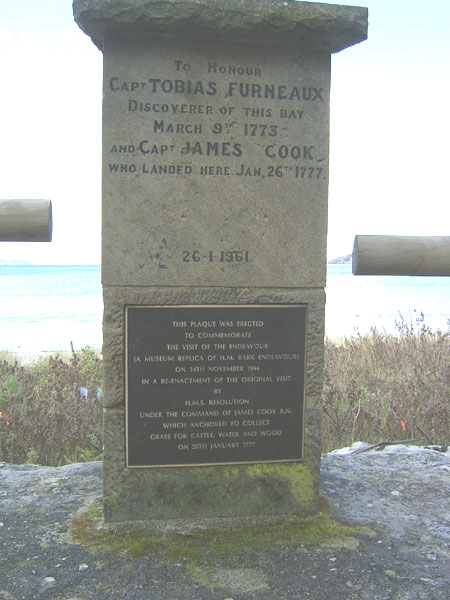 To Honour
Capt TOBIAS FURNEAUX
Discoverer of this Bay
March 9th 1773
and Capt JAMES COOK
who landed here Jan, 26th 1777.
26-1-1961.
THIS PLAQUE WAS ERECTED
TO COMMEMORATE
THE VISIT OF THE ENDEAVOUR
(A MUSEUM REPLICA OF H.M. BARK ENDEAVOUR)
ON 14TH NOVEMBER 1994
IN A RE-ENACTMENT OF THE ORIGINAL VISIT
BY
H.M.S. RESOLUTION
UNDER THE COMMAND OF JAMES COOK R.N.
WHICH ANCHORED TO COLLECT
GRASS FOR CATTLE, WATER AND WOOD
ON 26TH JANUARY 1777